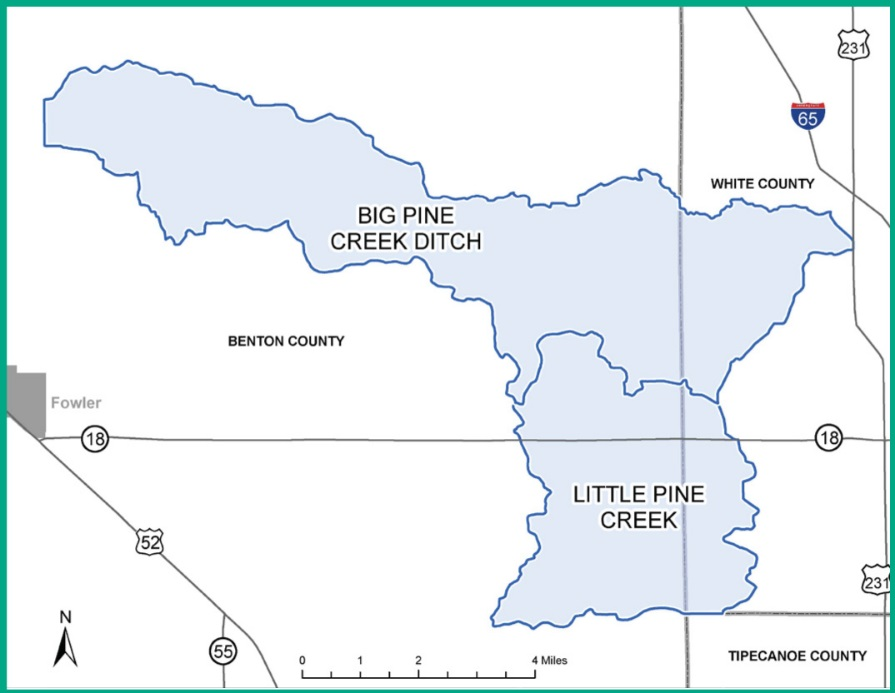 231
65
WHITE COUNTY
BIG PINE
CREEK DITCH
BENTON COUNTY
Fowler
18
18
LITTLE PINE
CREEK
52
231
N
55
0 1 2 4 Miles
TIPECANOE COUNTY